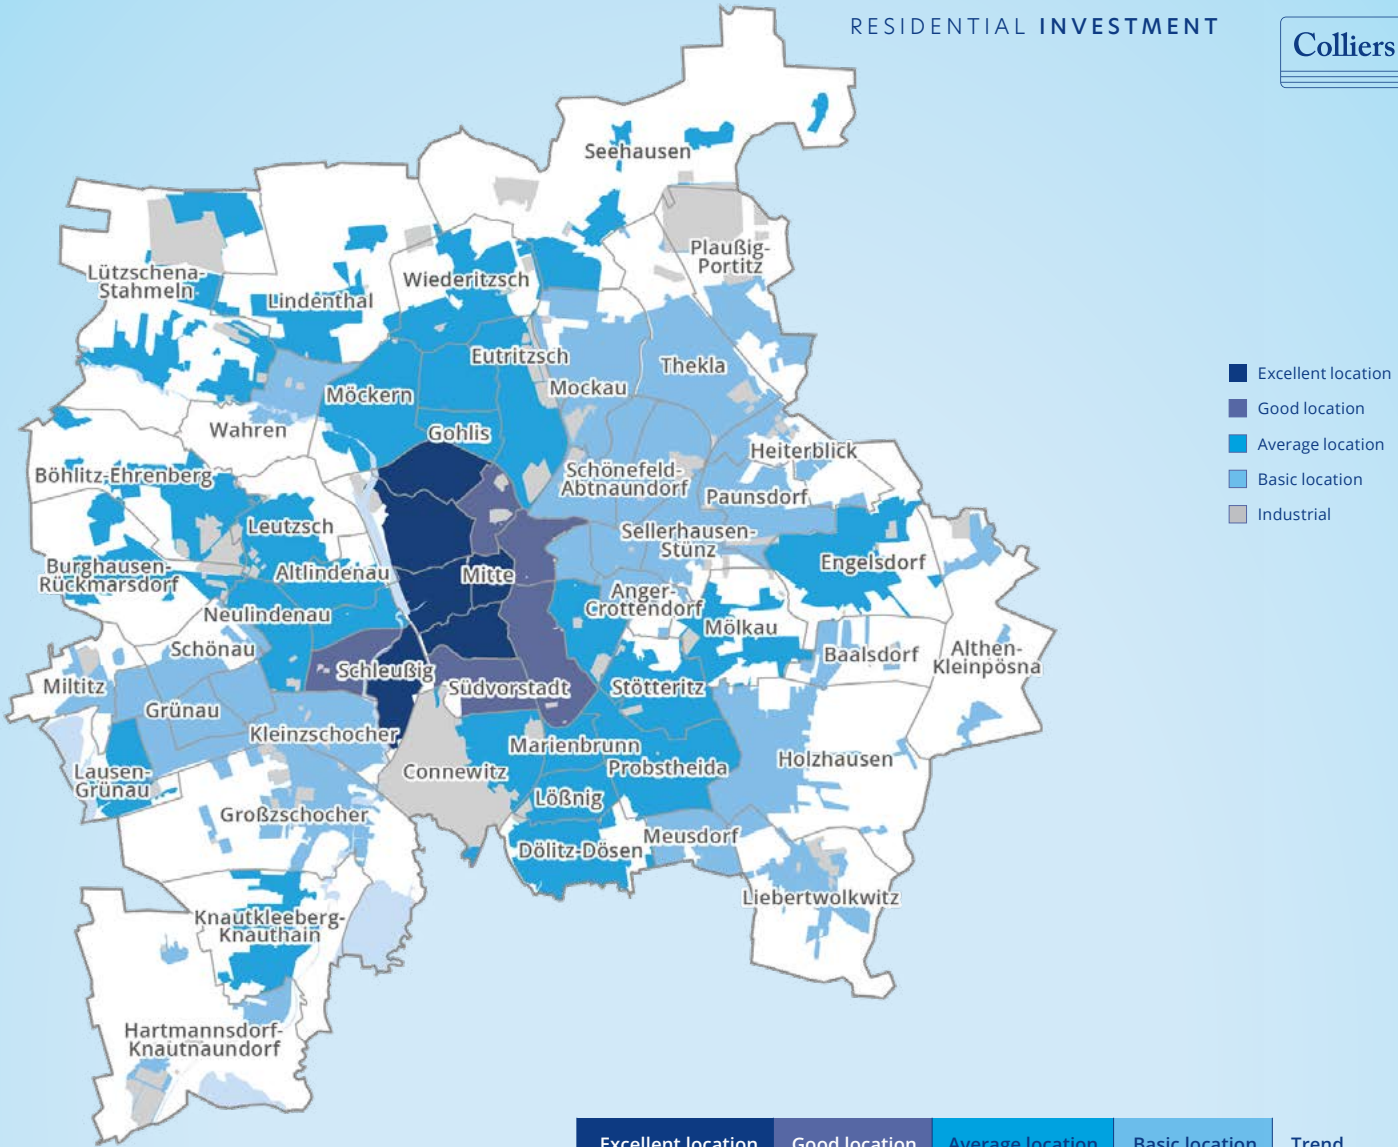 RESIDENTIAL INVESTMENT
Colliers
Seehausen
Plaußig-
Portitz
Lützschena-
Stahmeln
Lindenthal
Wiederitzsch
Eutritzsch
Thekla
Mockau
Möckern
Wahren
Gohlis
Heiterblick
Böhlitz-Ehrenberg
Schönefeld-
Abtnaundorf
Paunsdorf
Leutzsch
Sellerhausen-
Stünz
Engelsdorf
Burghausen-
Rückmarsdorf
Altlindenau
Mitte
Anger-
Crottendorf
Neulindenau
Mölkau
Schönau
Baalsdorf
Althen-
Kleinpösna
Schleußig
Miltitz
Südvorstadt
Stötteritz
Grünau
Kleinzschocher
Marienbrunn
Holzhausen
Lausen-
Grünau
Connewitz
Probstheida
Lößnig
Großzschocher
Meusdorf
Dölitz-Dösen
Liebertwolkwitz
Knautkleeberg-
Knauthain
Hartmannsdorf-
Knautnaundorf
Excellent location
Good location
Average location
Basic location
Industrial
Excellent location Good location Average location Basic location Trend